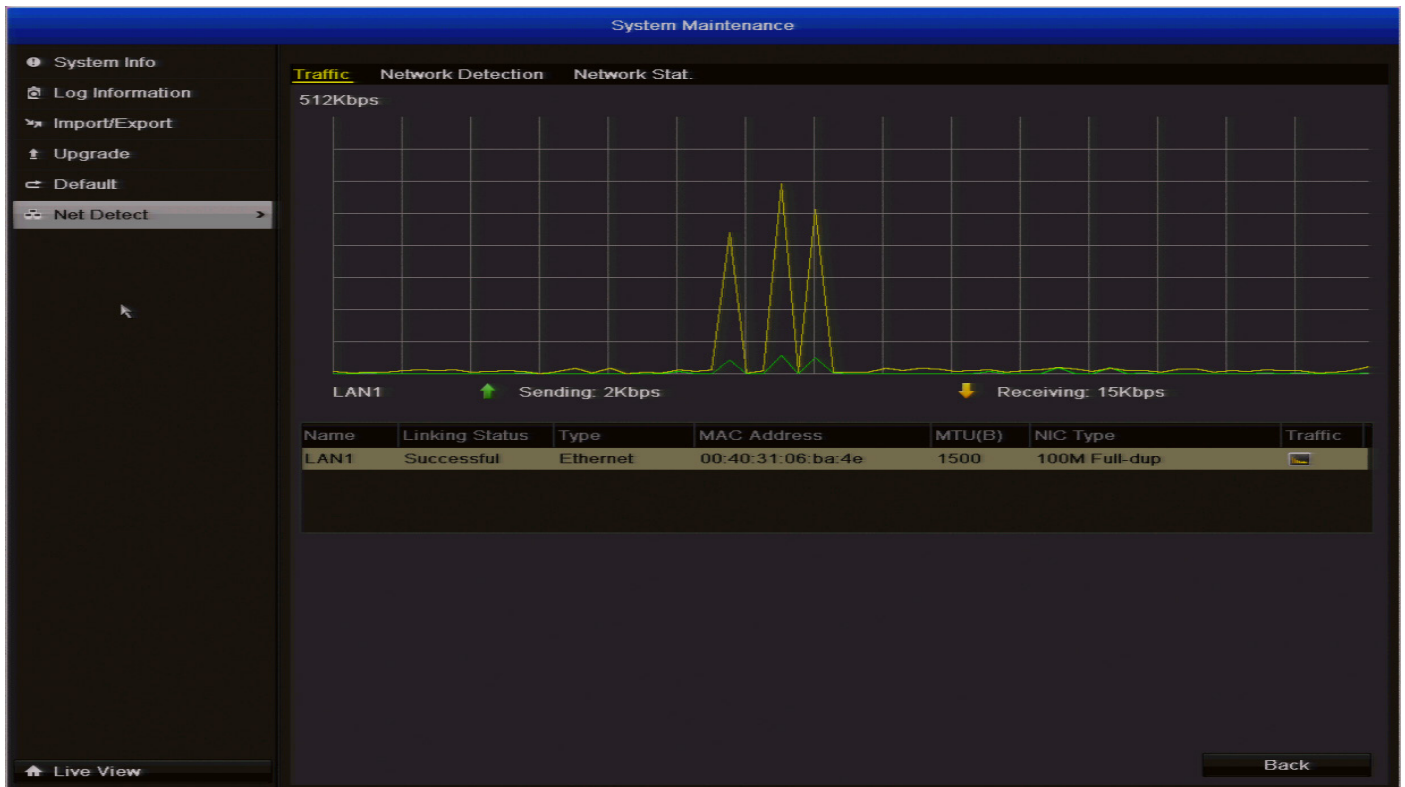 System Maintenance
System Info
Log Information
Import/Export
Upgrade
Default
Net Detect >
Live View
Traffic Network Detection Network Stat.
512Kbps
LAN1 Sending: 2Kbps Receiving: 15Kbps
Name Linking Status Type MAC Address MTU(B) NIC Type Traffic
LAN1 Successful Ethernet 00:40:31:06:ba:4e 1500 100M Full-dup
Back